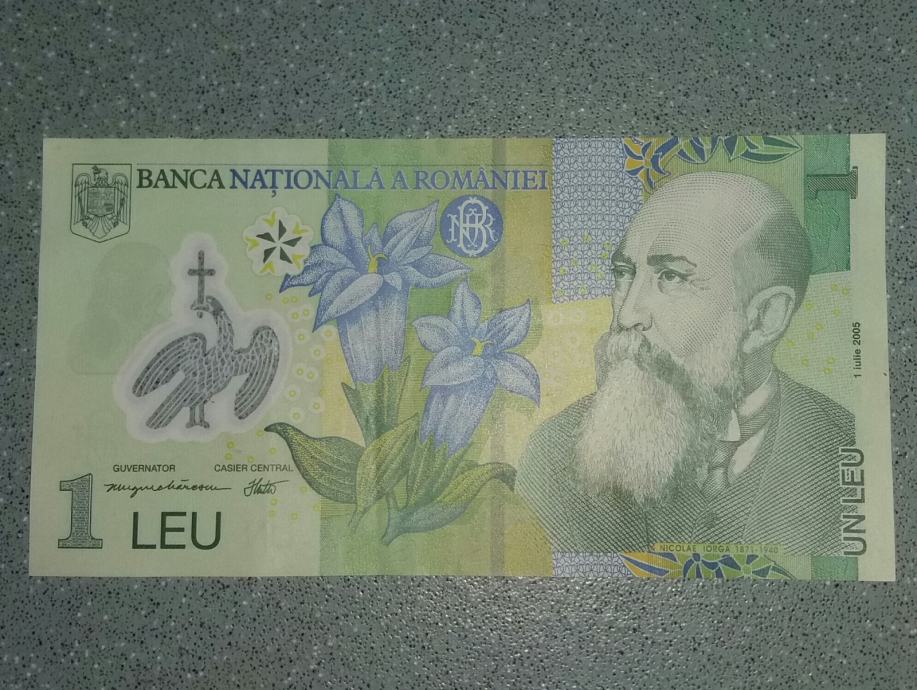 BANCA NAȚIONALĂ A ROMÂNIEI
1
1 iulie 2005
GUVERNATOR
CASIER CENTRAL
1 LEU
UN LEU
NICOLAE IORGA 1871-1940